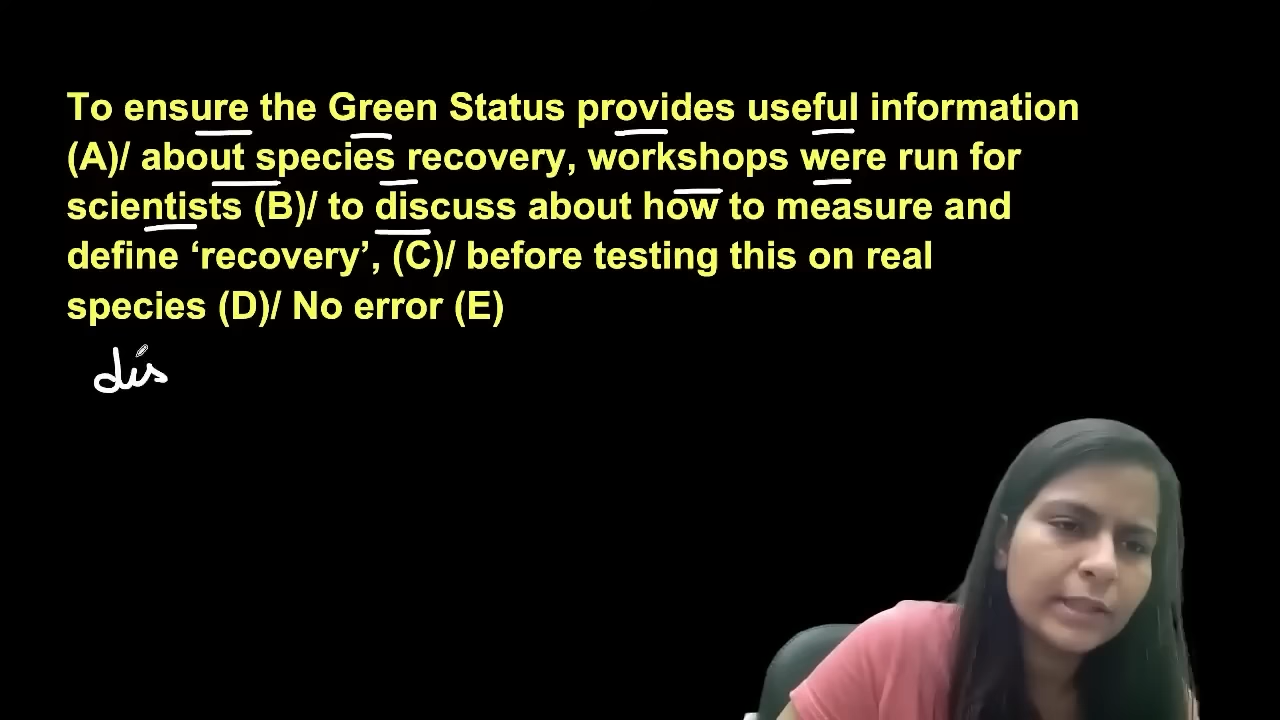 To ensure the Green Status provides useful information
(A)/ about species recovery, workshops were run for
scientists (B)/ to discuss about how to measure and
define ‘recovery’, (C)/ before testing this on real
species (D)/ No error (E)
dis